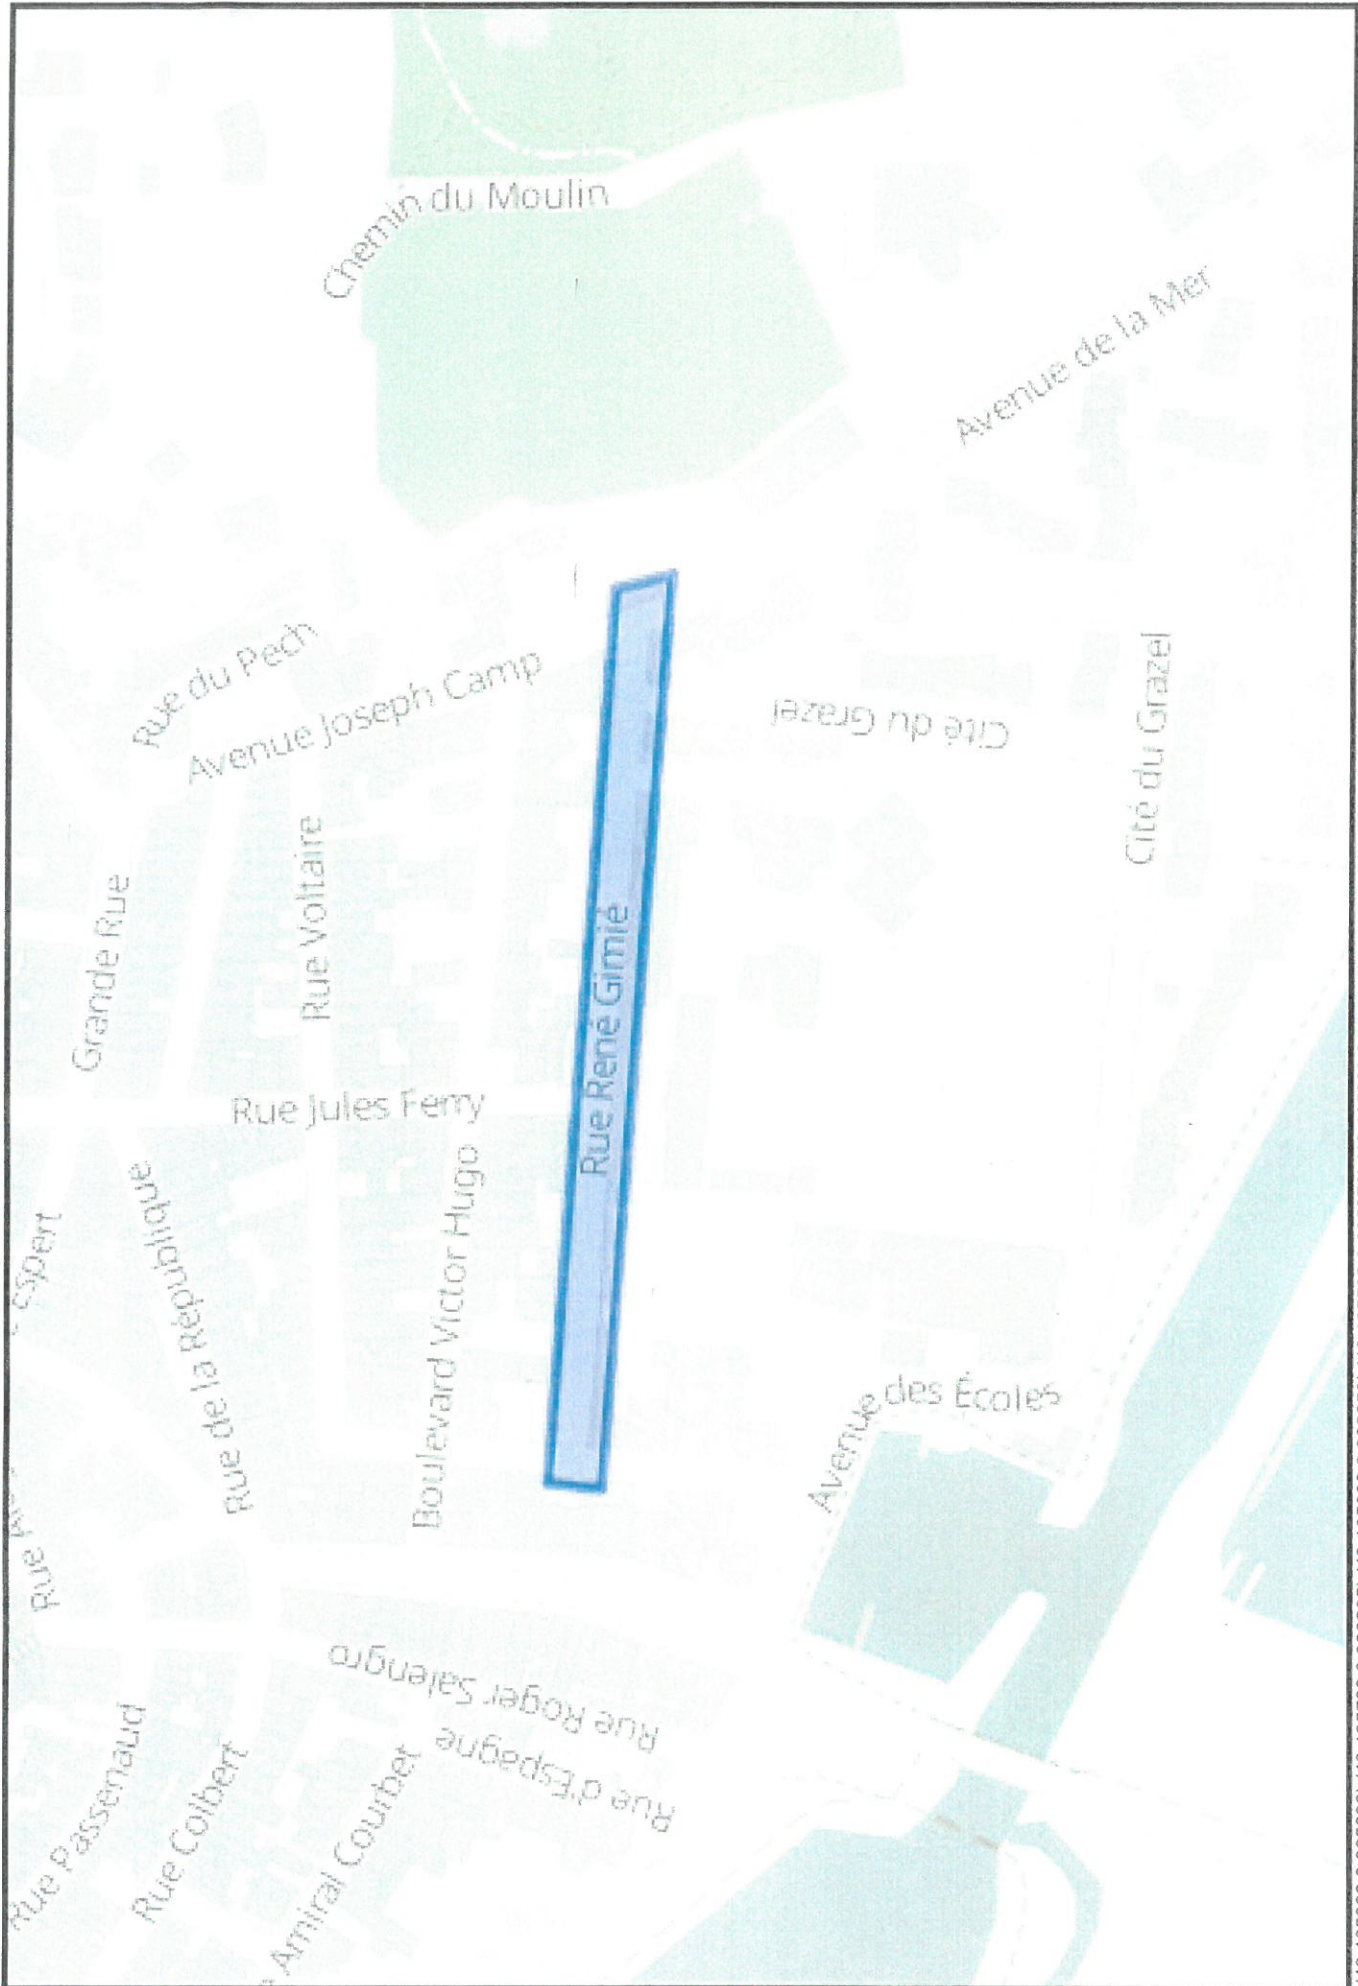 Chemin du Moulin
Avenue de la Mer
Rue du Pech
Avenue Joseph Camp
Cité du Grazel
Cité du Grazel
Rue Voltaire
Grande Rue
Rue René Gimié
Rue Jules Ferry
Boulevard Victor Hugo
Rue de la République
Espert
Avenue des Écoles
Rue
Rue Roger Salengro
Rue d'Espagne
Rue Passenaud
Rue Colbert
Amiral Courbet